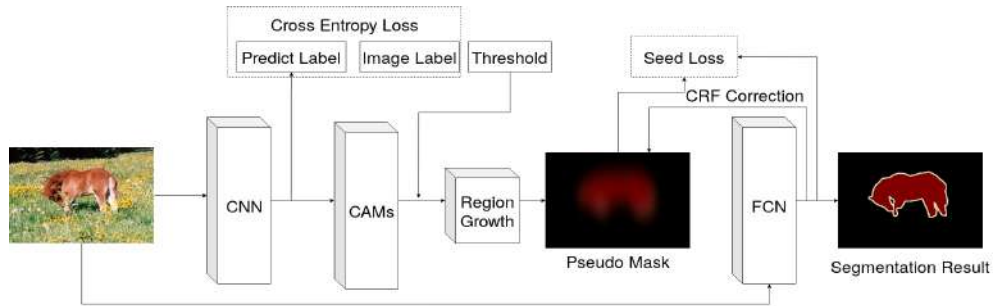 Cross Entropy Loss
Predict Label
Image Label
Threshold
Seed Loss
CRF Correction
CNN
CAMs
Region
Growth
FCN
Pseudo Mask
Segmentation Result